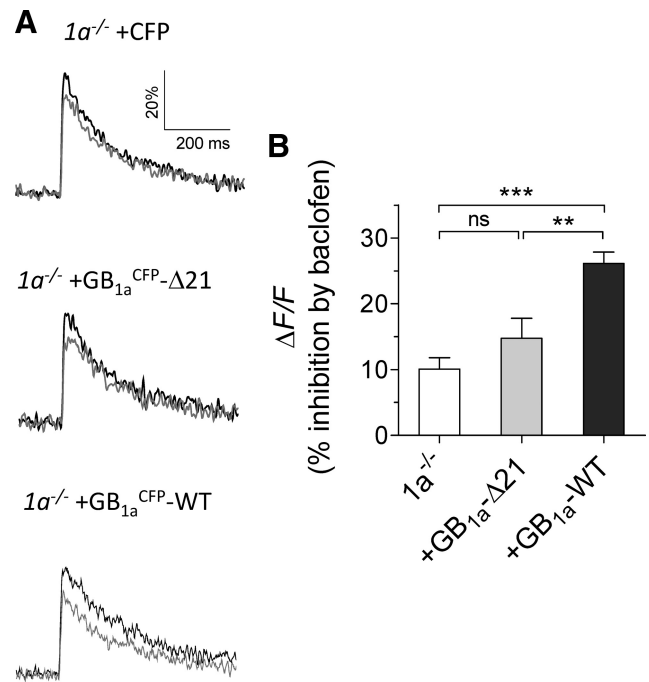 A
1a-/- +CFP
20%
200 ms
1a-/- +GB1aCFP-Δ21
1a-/- +GB1aCFP-WT
B
ΔF/F
(% inhibition by baclofen)
***
ns **
30
20
10
0
1a-/-
+GB1a-Δ21
+GB1a-WT